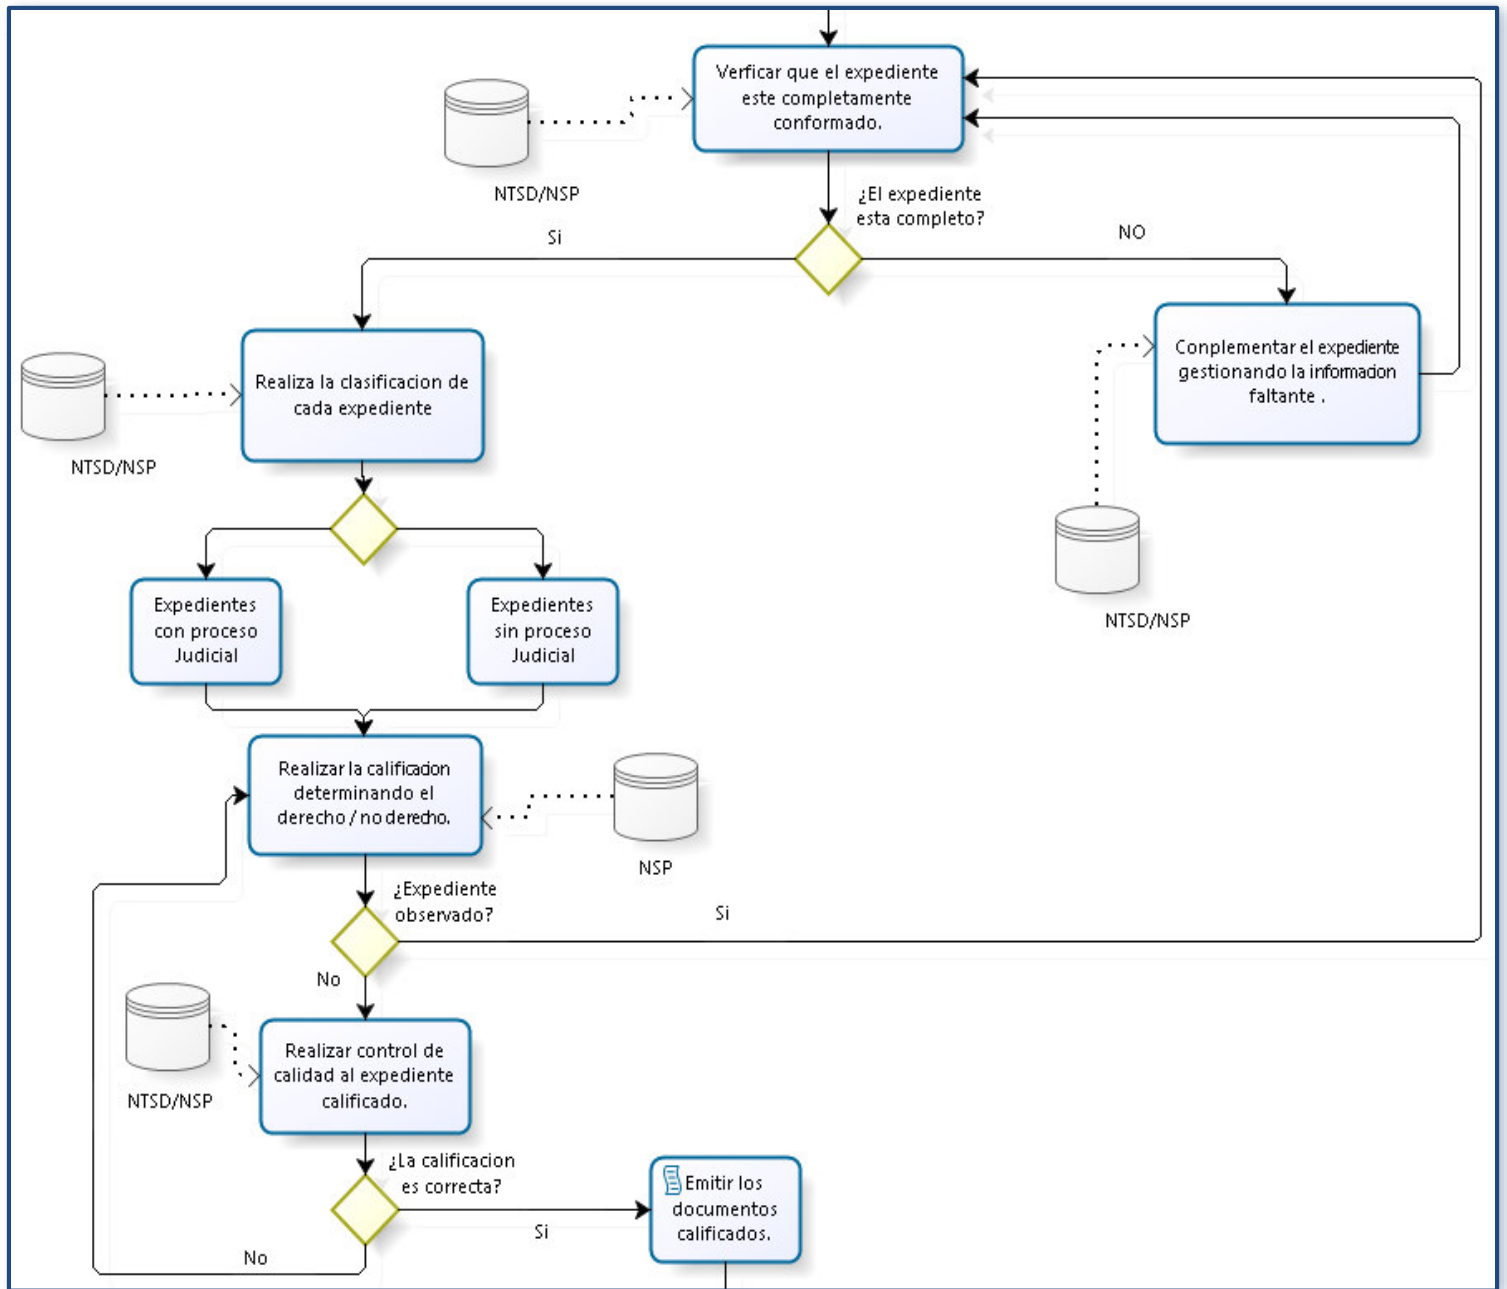 Verficar que el expediente
este completamente
conformado.
NTSD/NSP
¿El expediente
esta completo?
Si
NO
Realiza la clasificacion de
cada expediente
NTSD/NSP
Conplementar el expediente
gestionando la informacion
faltante .
NTSD/NSP
Expedientes
con proceso
Judicial
Expedientes
sin proceso
Judicial
Realizar la calificacion
determinando el
derecho / no derecho.
NSP
¿Expediente
observado?
Si
No
Realizar control de
calidad al expediente
calificado.
NTSD/NSP
¿La calificacion
es correcta?
Si
No
Emitir los
documentos
calificados.